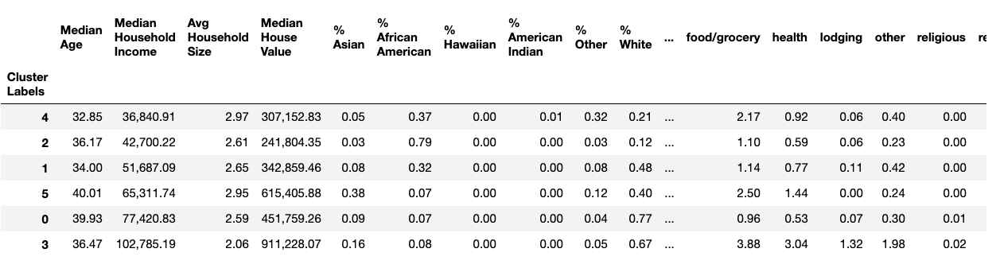 Median Age Median Household Income Avg Household Size Median House Value % Asian % African American % Hawaiian % American Indian % Other % White ... food/grocery health lodging other religious re
Cluster Labels
4 32.85 36,840.91 2.97 307,152.83 0.05 0.37 0.00 0.01 0.32 0.21 ... 2.17 0.92 0.06 0.40 0.00
2 36.17 42,700.22 2.61 241,804.35 0.03 0.79 0.00 0.00 0.03 0.12 ... 1.10 0.59 0.06 0.23 0.00
1 34.00 51,687.09 2.65 342,859.46 0.08 0.32 0.00 0.00 0.08 0.48 ... 1.14 0.77 0.11 0.42 0.00
5 40.01 65,311.74 2.95 615,405.88 0.38 0.07 0.00 0.00 0.12 0.40 ... 2.50 1.44 0.00 0.24 0.00
0 39.93 77,420.83 2.59 451,759.26 0.09 0.07 0.00 0.00 0.04 0.77 ... 0.96 0.53 0.07 0.30 0.01
3 36.47 102,785.19 2.06 911,228.07 0.16 0.08 0.00 0.00 0.05 0.67 ... 3.88 3.04 1.32 1.98 0.02